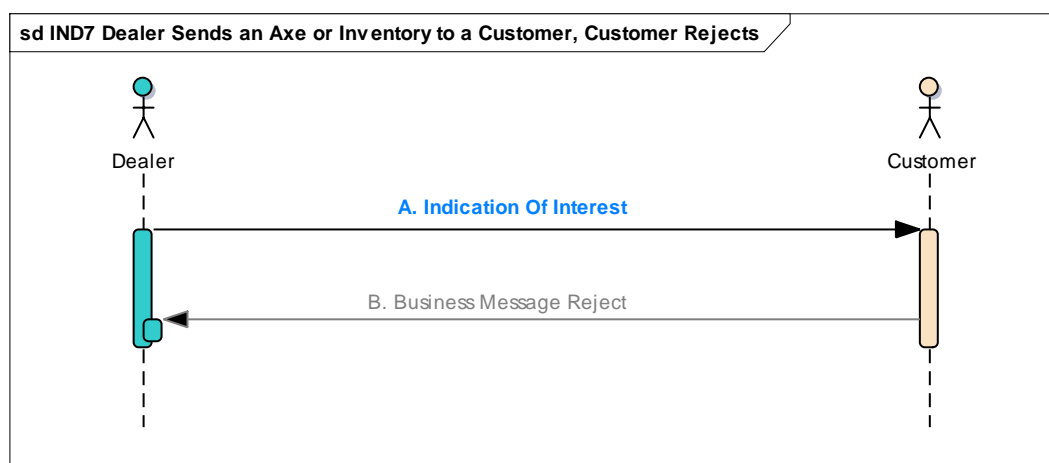 sd IND7 Dealer Sends an Axe or Inventory to a Customer, Customer Rejects
Dealer
Customer
A. Indication Of Interest
B. Business Message Reject